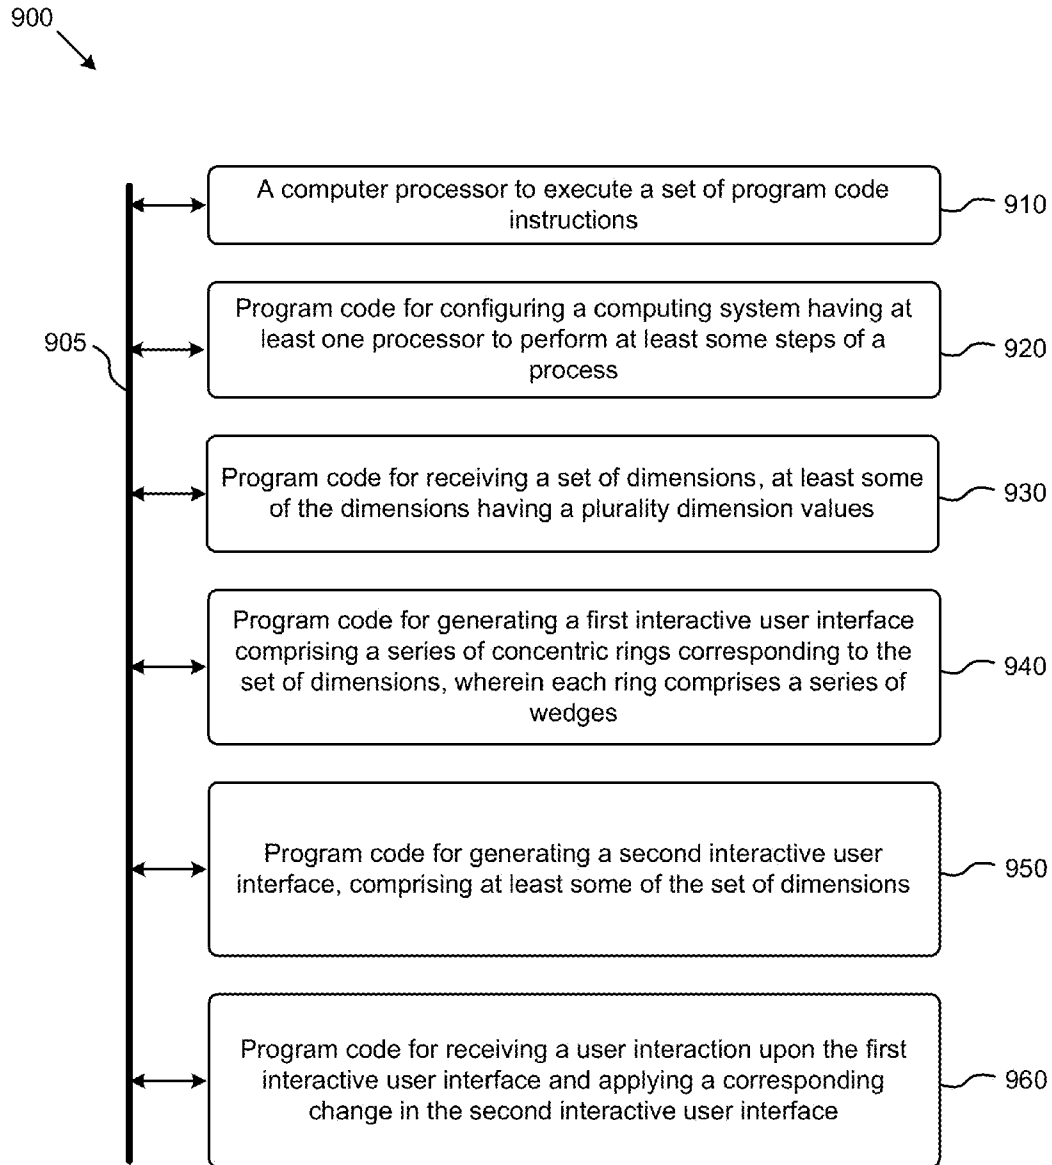 900
A computer processor to execute a set of program code
instructions
910
Program code for configuring a computing system having at
least one processor to perform at least some steps of a
process
905
920
Program code for receiving a set of dimensions, at least some
of the dimensions having a plurality dimension values
930
Program code for generating a first interactive user interface
comprising a series of concentric rings corresponding to the
set of dimensions, wherein each ring comprises a series of
wedges
940
Program code for generating a second interactive user
interface, comprising at least some of the set of dimensions
950
Program code for receiving a user interaction upon the first
interactive user interface and applying a corresponding
change in the second interactive user interface
960